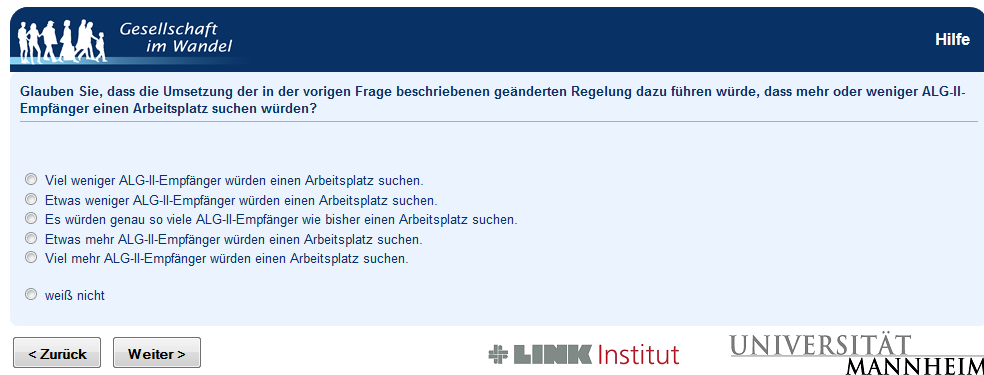 Gesellschaft
im Wandel
Hilfe
Glauben Sie, dass die Umsetzung der in der vorigen Frage beschriebenen geänderten Regelung dazu führen würde, dass mehr oder weniger ALG-II-
Empfänger einen Arbeitsplatz suchen würden?
Viel weniger ALG-II-Empfänger würden einen Arbeitsplatz suchen.
Etwas weniger ALG-II-Empfänger würden einen Arbeitsplatz suchen.
Es würden genau so viele ALG-II-Empfänger wie bisher einen Arbeitsplatz suchen.
Etwas mehr ALG-II-Empfänger würden einen Arbeitsplatz suchen.
Viel mehr ALG-II-Empfänger würden einen Arbeitsplatz suchen.
weiß nicht
< Zurück Weiter >
LINK Institut
UNIVERSITÄT
MANNHEIM